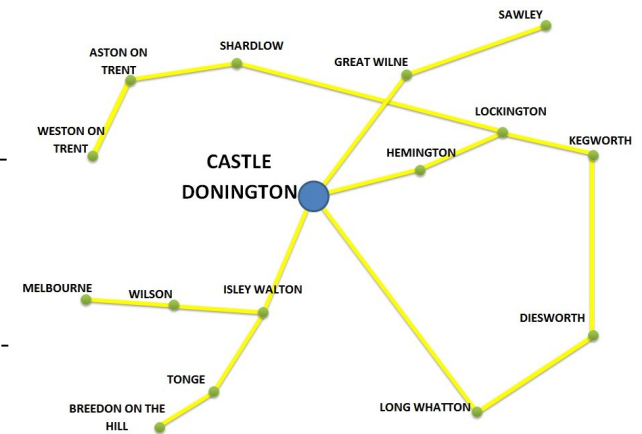 SAWLEY
ASTON ON
TRENT
SHARDLOW
GREAT WILNE
LOCKINGTON
WESTON ON
TRENT
KEGWORTH
HEMINGTON
CASTLE
DONINGTON
MELBOURNE
WILSON
ISLEY WALTON
DIESWORTH
TONGE
BREEDON ON THE
HILL
LONG WHATTON